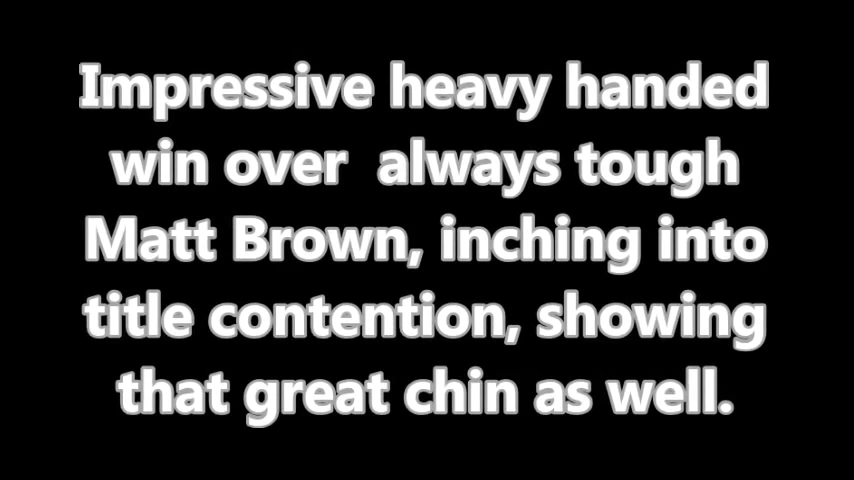 Impressive heavy handed
win over  always tough
Matt Brown, inching into
title contention, showing
that great chin as well.